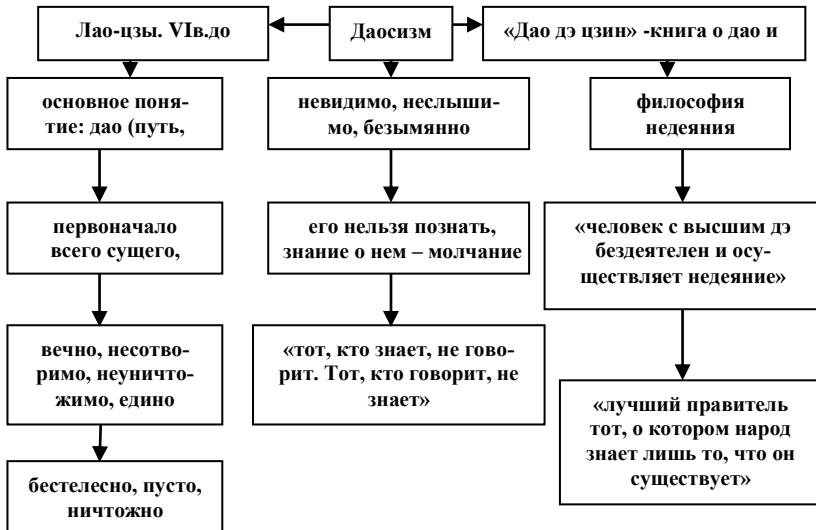 Лао-цзы. VIв.до
Даосизм
«Дао дэ цзин» -книга о дао и
основное поня-
тие: дао (путь,
невидимо, неслыши-
мо, безымянно
философия
недеяния
первоначало
всего сущего,
его нельзя познать,
знание о нем – молчание
«человек с высшим дэ
бездеятелен и осу-
ществляет недеяние»
вечно, несотво-
римо, неуничто-
жимо, едино
«тот, кто знает, не гово-
рит. Тот, кто говорит, не
знает»
«лучший правитель
тот, о котором народ
знает лишь то, что он
существует»
бестелесно, пусто,
ничтожно